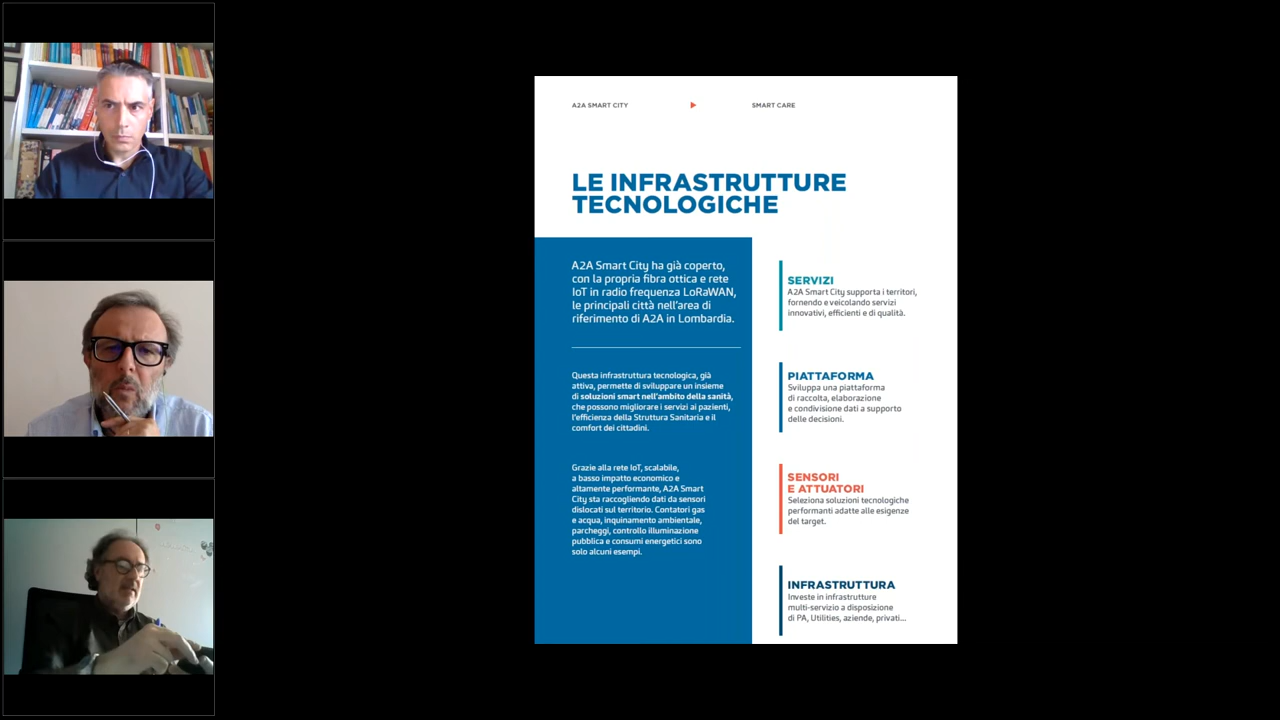 A2A SMART CITY
SMART CARE
LE INFRASTRUTTURE
TECNOLOGICHE
A2A Smart City ha già coperto,
con la propria fibra ottica e rete
IoT in radio frequenza LoRaWAN,
le principali città nell'area di
riferimento di A2A in Lombardia.
Questa infrastruttura tecnologica, già
attiva, permette di sviluppare un insieme
di soluzioni smart nell'ambito della sanità,
che possono migliorare i servizi ai pazienti,
l'efficienza della Struttura Sanitaria e il
comfort dei cittadini.
Grazie alla rete IoT, scalabile,
a basso impatto economico e
altamente performante, A2A Smart
City sta raccogliendo dati da sensori
dislocati sul territorio. Contatori gas
e acqua, inquinamento ambientale,
parcheggi, controllo illuminazione
pubblica e consumi energetici sono
solo alcuni esempi.
SERVIZI
A2A Smart City supporta i territori,
fornendo e veicolando servizi
innovativi, efficienti e di qualità.
PIATTAFORMA
Sviluppa una piattaforma
di raccolta, elaborazione
e condivisione dati a supporto
delle decisioni.
SENSORI
E ATTUATORI
Seleziona soluzioni tecnologiche
performanti adatte alle esigenze
del target.
INFRASTRUTTURA
Investe in infrastrutture
multi-servizio a disposizione
di PA, Utilities, aziende, privati...